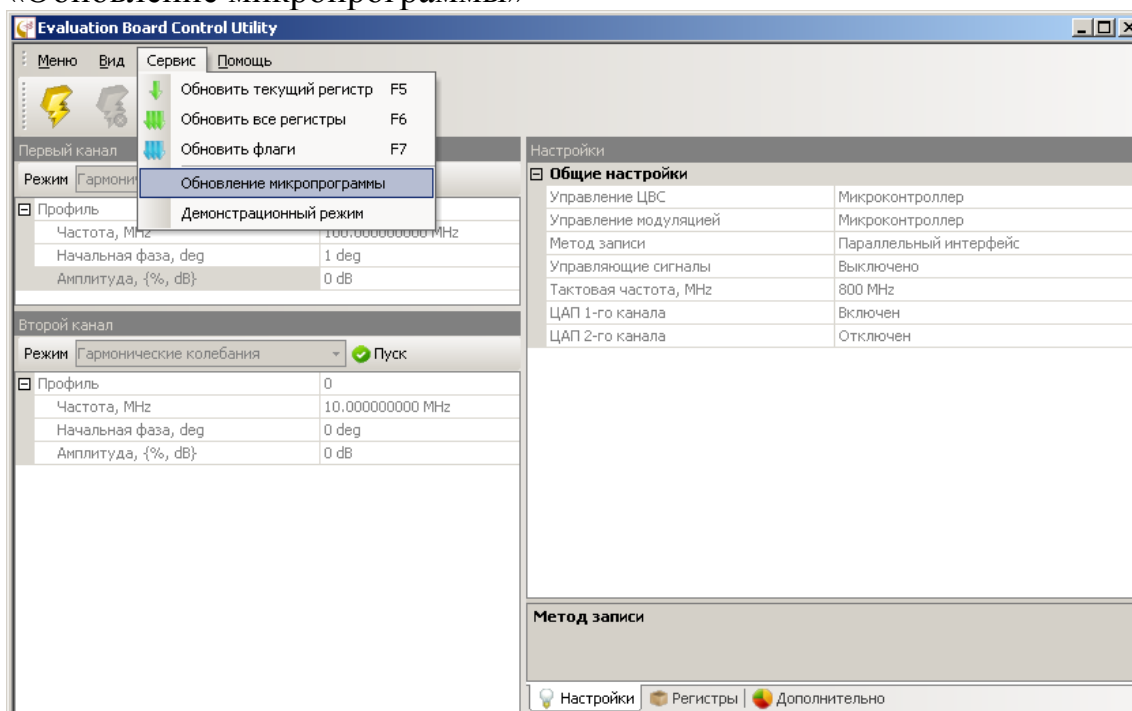 «Обновление микропрограммы»
Evaluation Board Control Utility
Меню Вид Сервис Помощь
Обновить текущий регистр F5
Обновить все регистры F6
Обновить флаги F7
Обновление микропрограммы
Демонстрационный режим
Первый канал
Режим
Профиль
Частота, MHz 100.000000000 MHz
Начальная фаза, deg 1 deg
Амплитуда, {%, dB} 0 dB
Второй канал
Режим Гармонические колебания Пуск
Профиль 0
Частота, MHz 10.000000000 MHz
Начальная фаза, deg 0 deg
Амплитуда, {%, dB} 0 dB
Настройки
Общие настройки
Управление ЦВС Микроконтроллер
Управление модуляцией Микроконтроллер
Метод записи Параллельный интерфейс
Управляющие сигналы Выключено
Тактовая частота, MHz 800 MHz
ЦАП 1-го канала Включен
ЦАП 2-го канала Отключен
Метод записи
Настройки Регистры Дополнительно